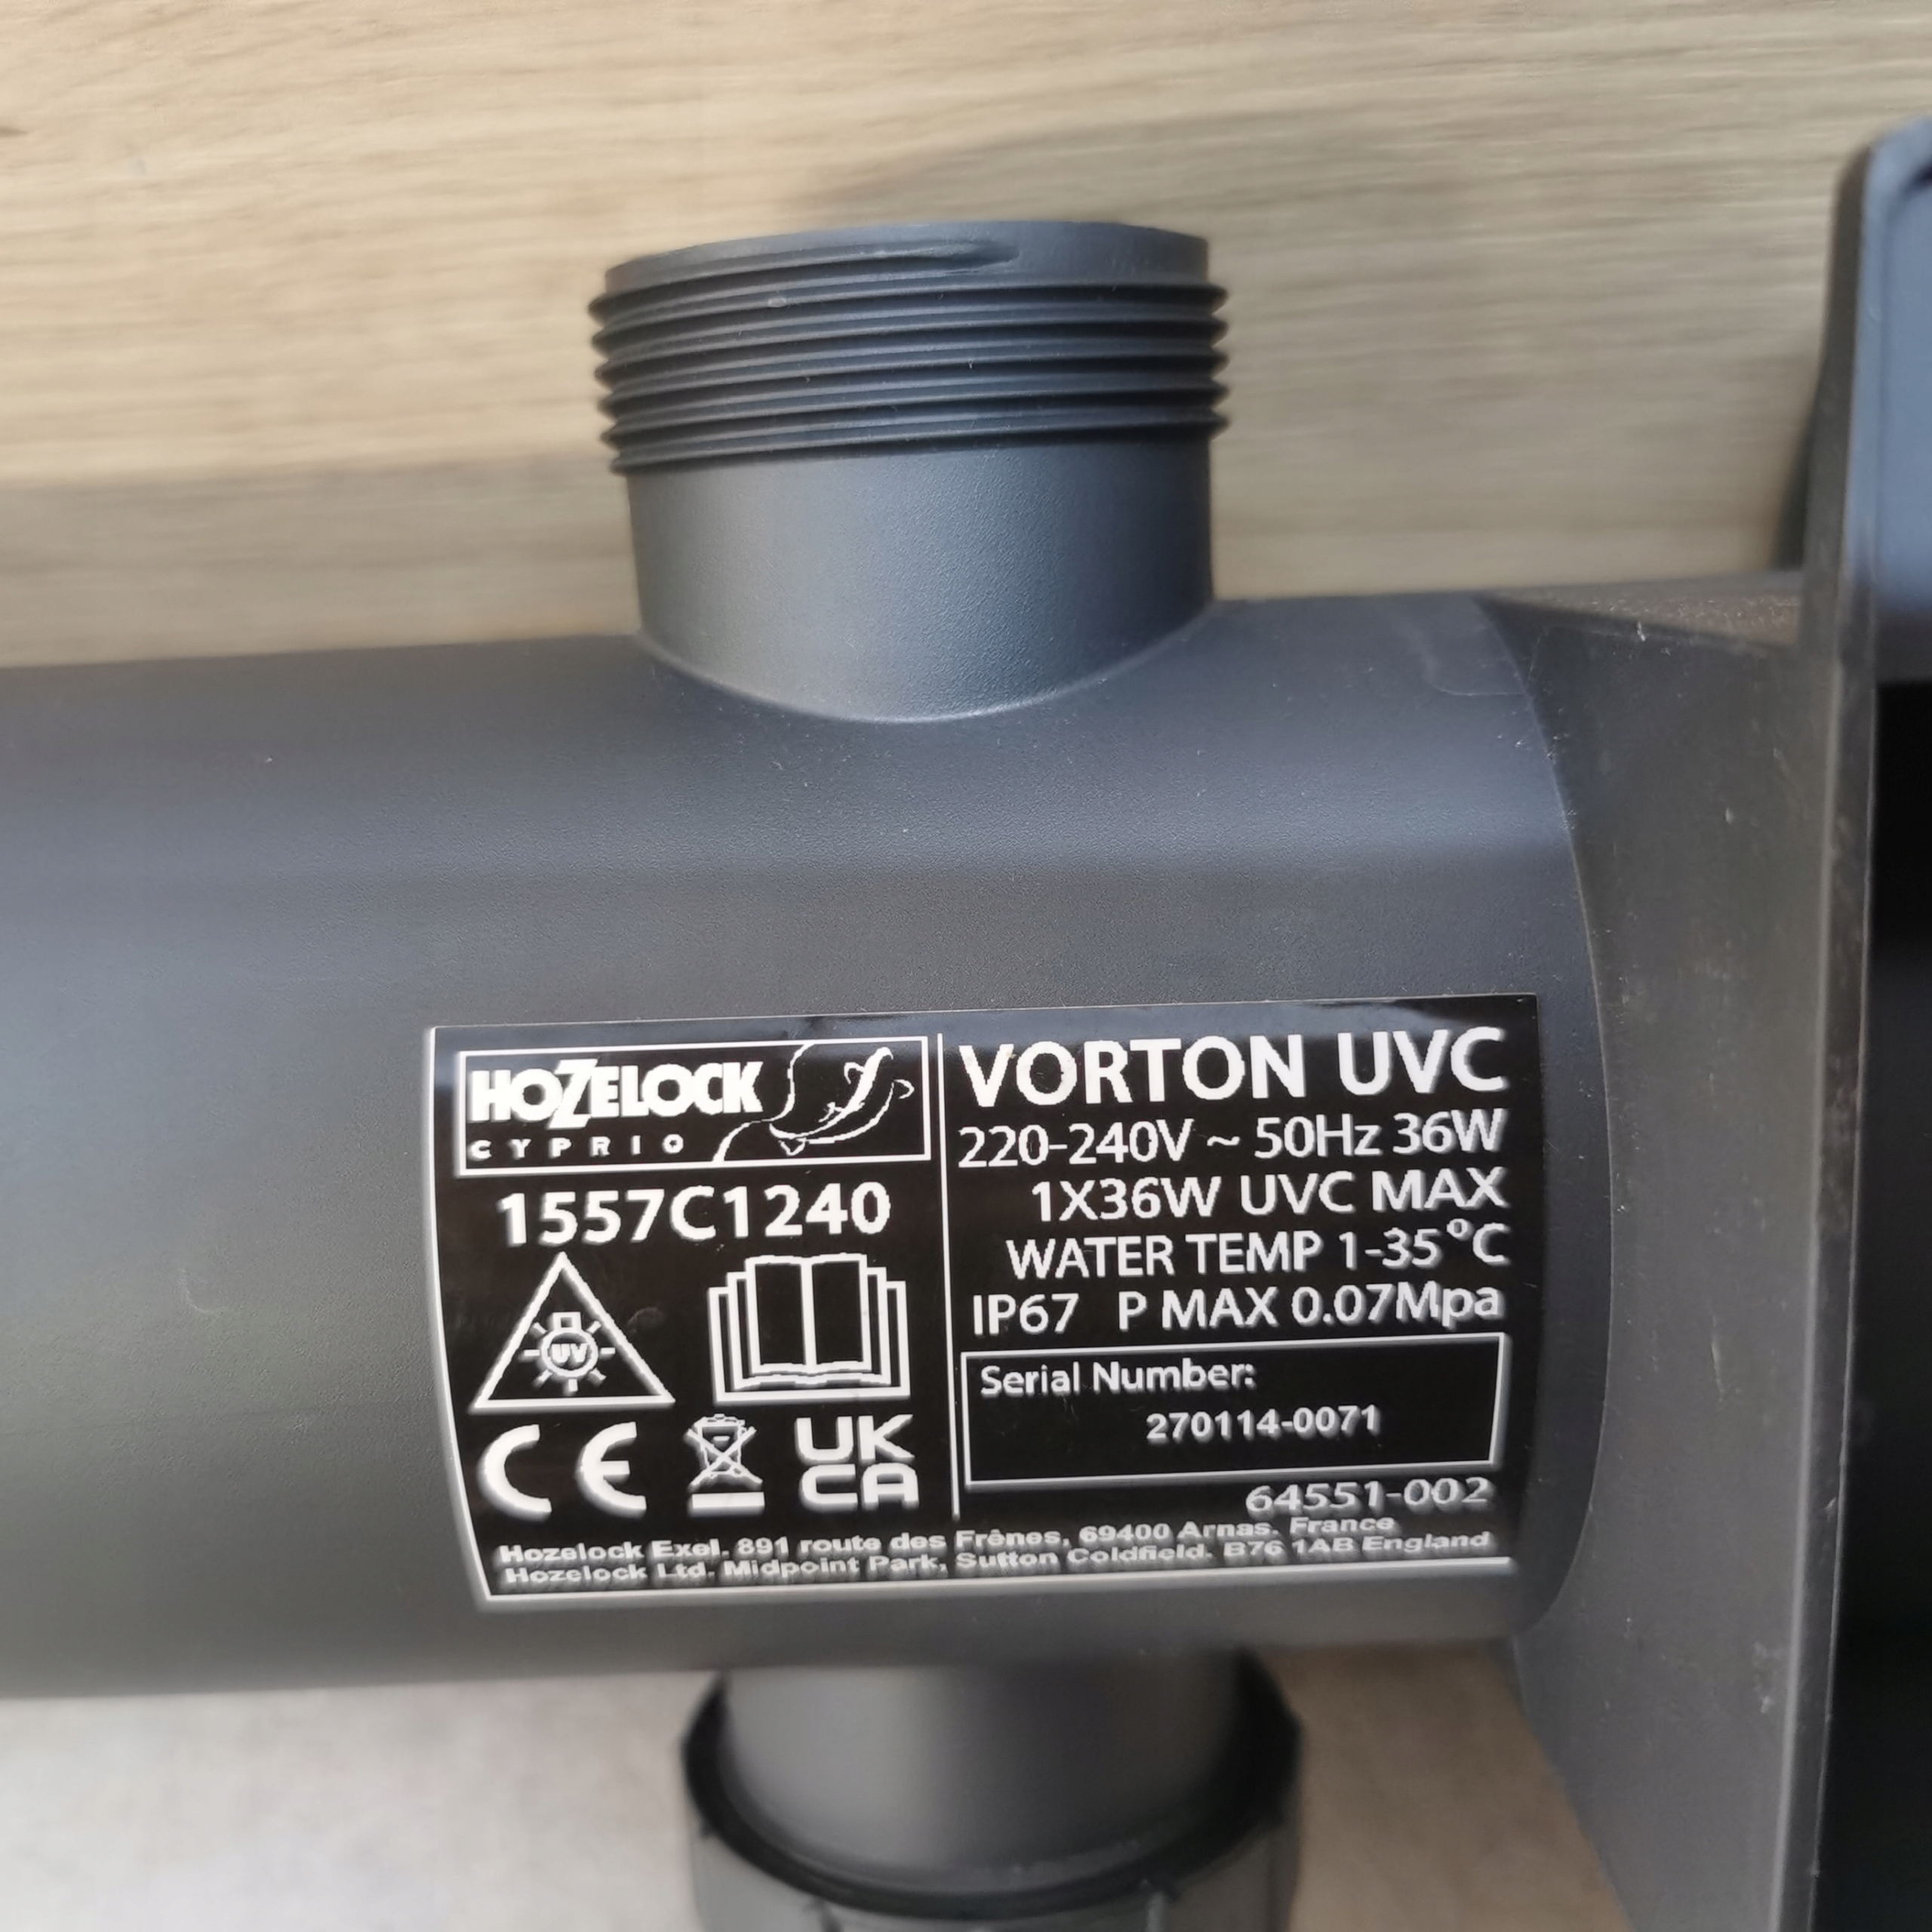 HOZELOCK
CYPRIO
1557C1240
UV
CE
UK
CA
VORTON UVC
220-240V ~ 50Hz 36W
1X36W UVC MAX
WATER TEMP 1-35°C
IP67 P MAX 0.07Mpa
Serial Number:
270114-0071
64551-002
Hozelock Exel. 891 route des Frênes, 69400 Arnas. France
Hozelock Ltd. Midpoint Park, Sutton Coldfield. B76 1AB England